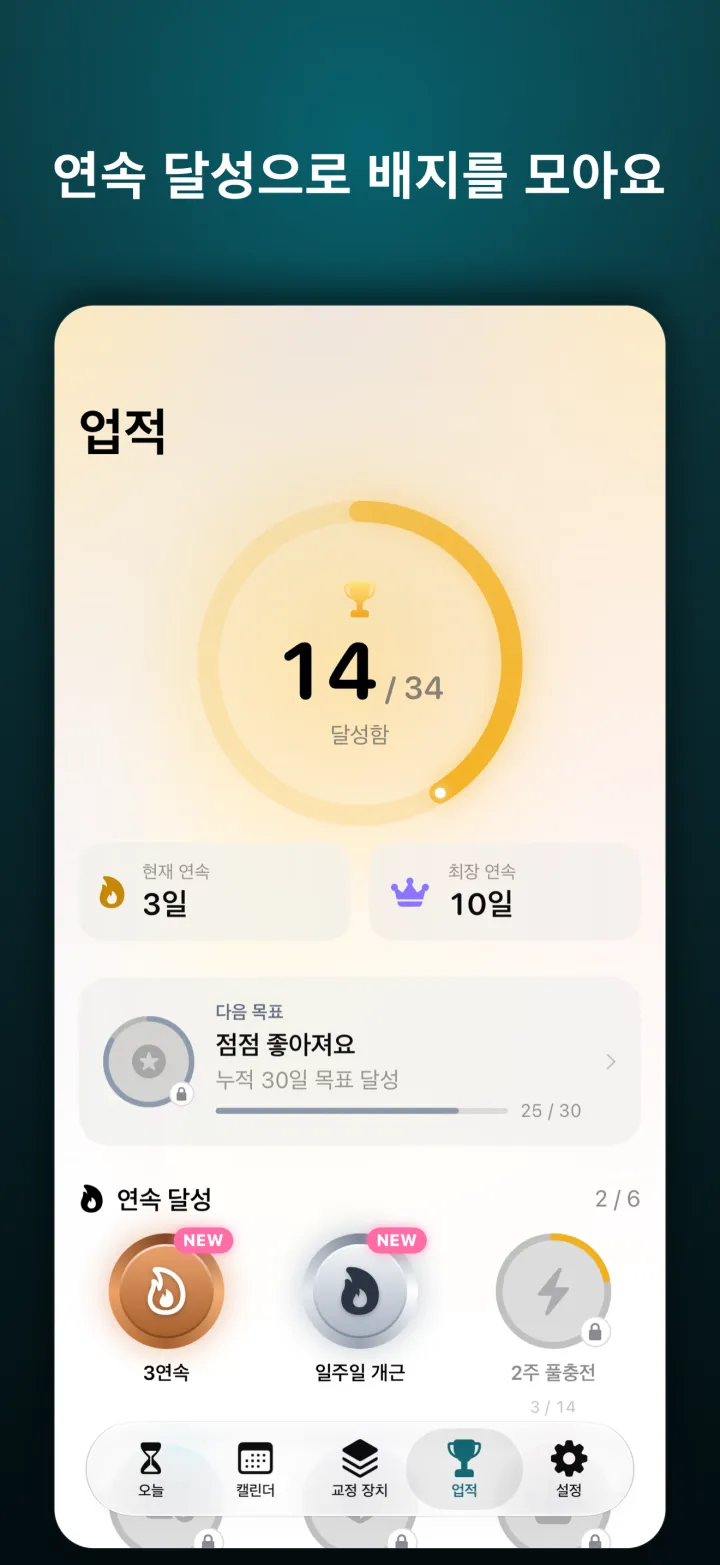 연속 달성으로 배지를 모아요
업적
14 / 34
달성함
현재 연속
3일
최장 연속
10일
다음 목표
점점 좋아져요
누적 30일 목표 달성
25 / 30
연속 달성
2 / 6
NEW
NEW
3연속
일주일 개근
2주 풀충전
3 / 14
오늘
캘린더
교정 장치
업적
설정